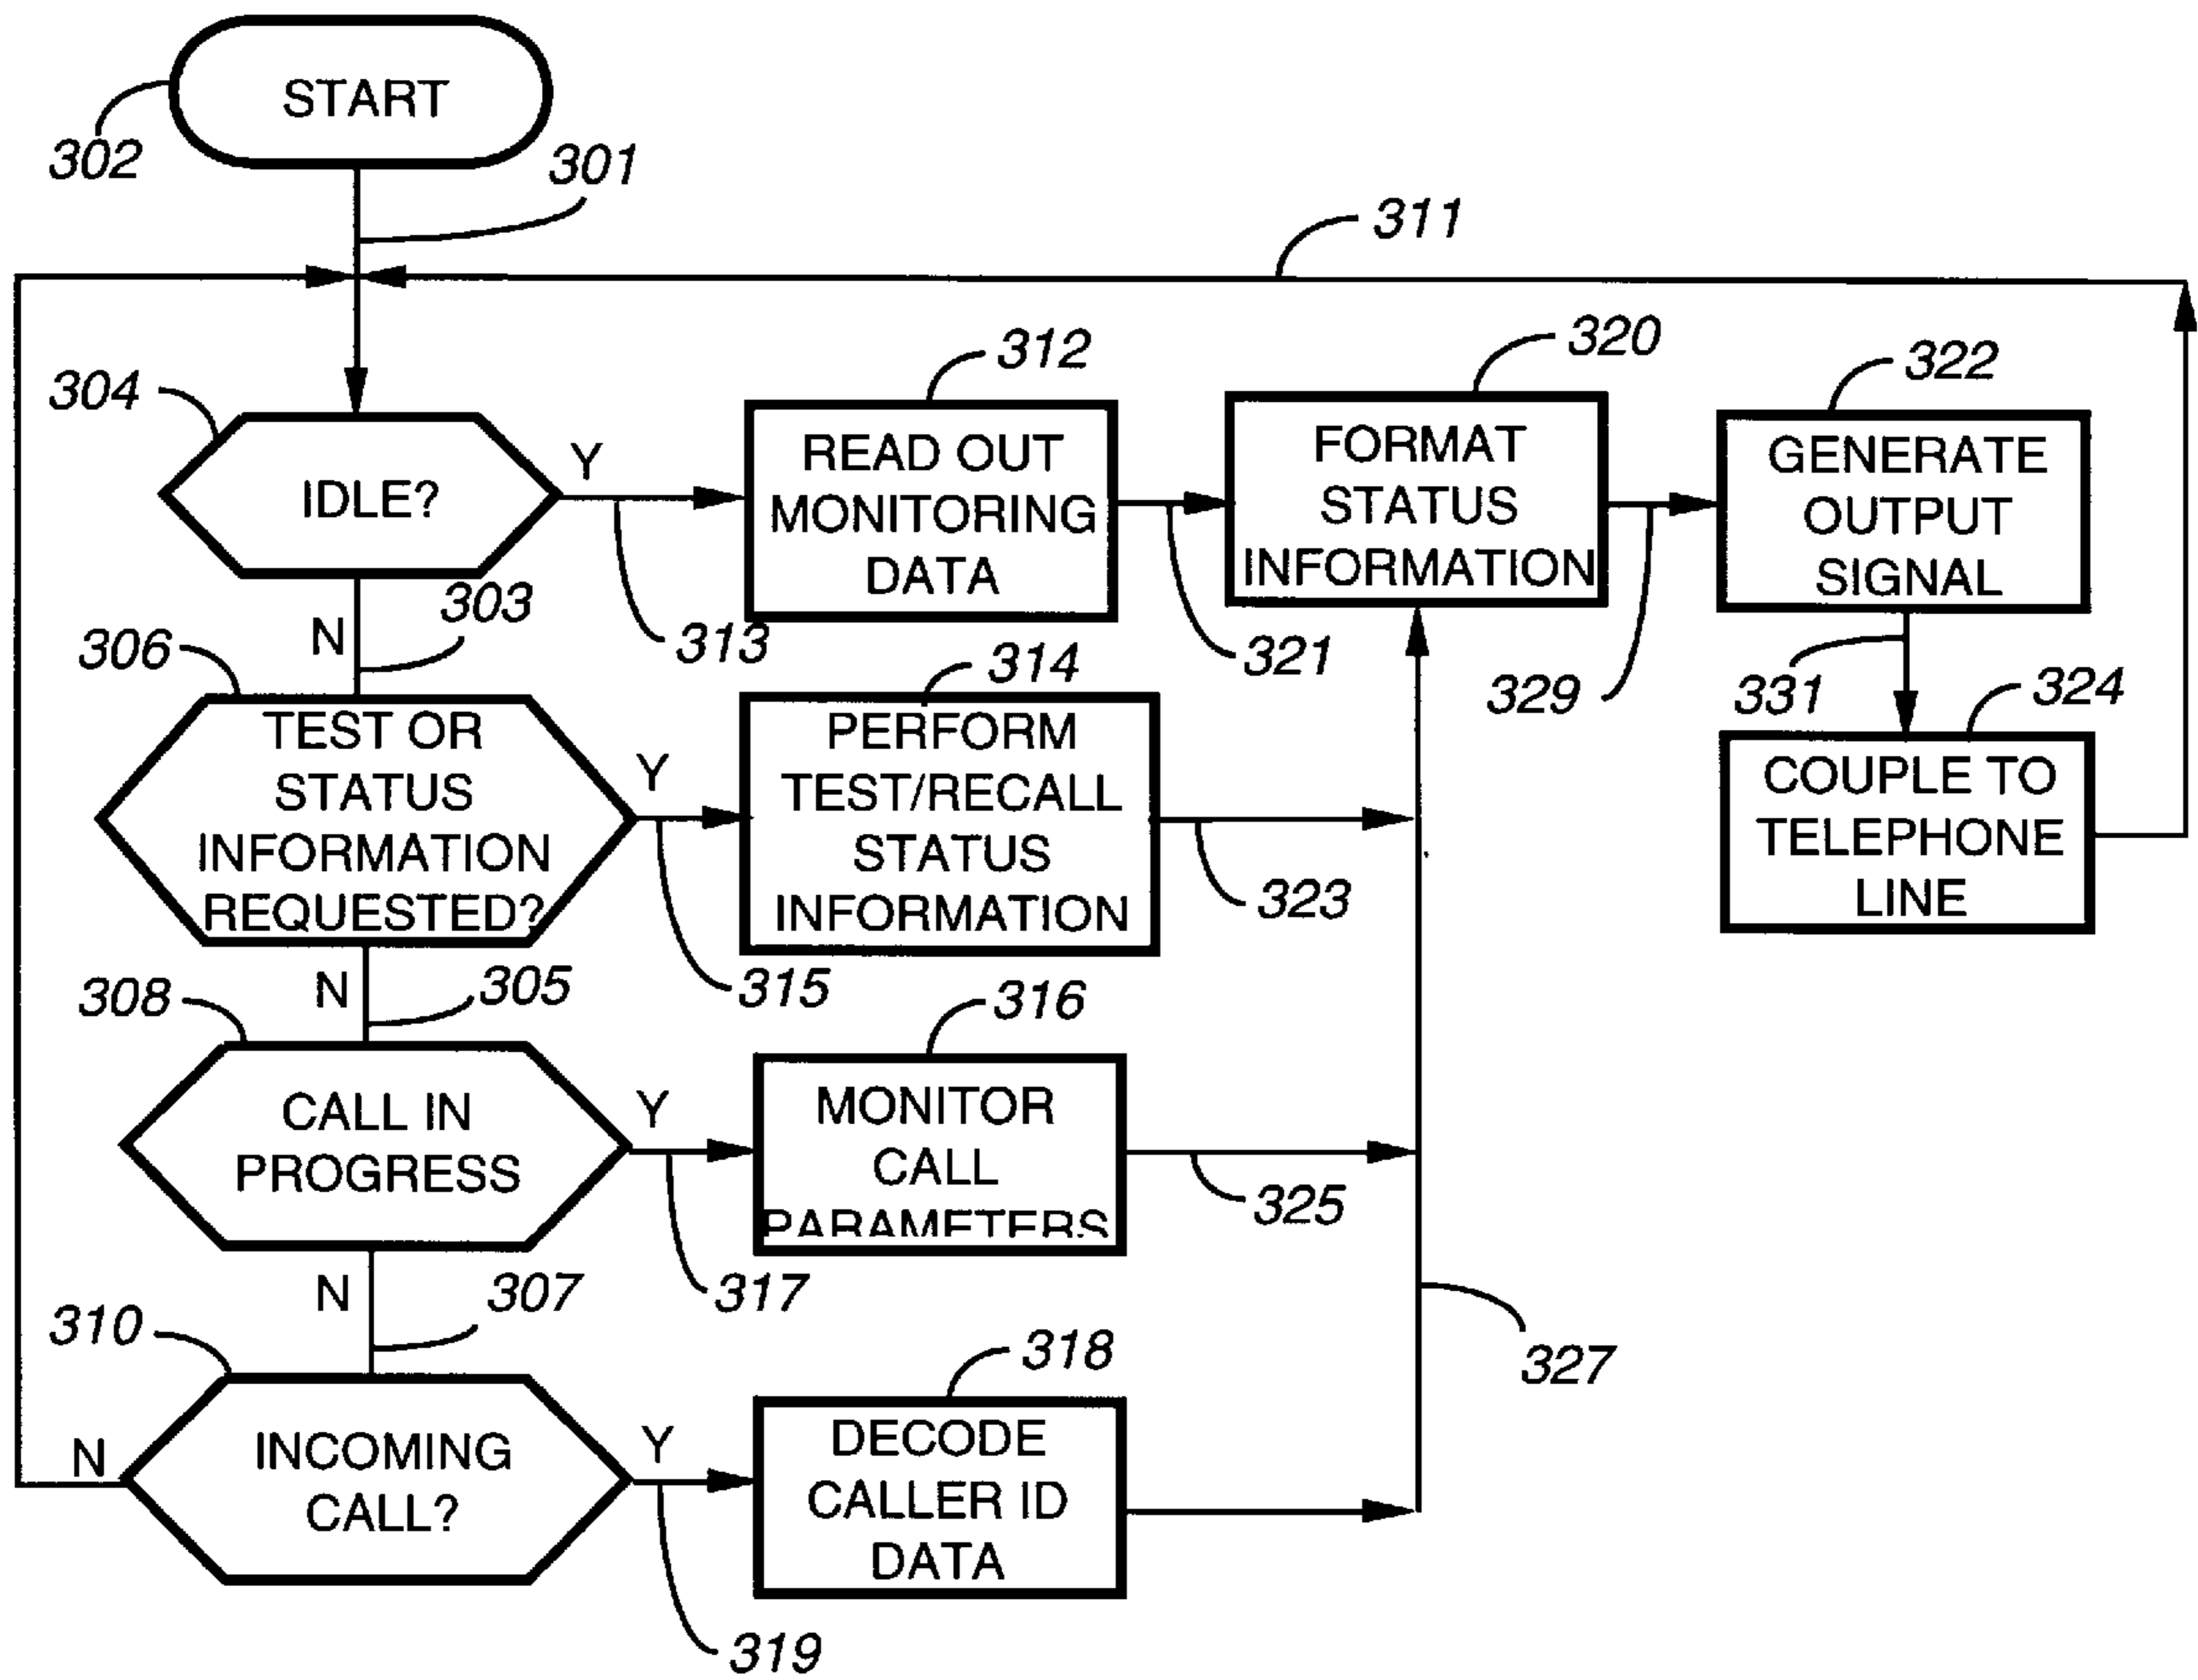 START
302
301
311
304
IDLE?
Y
313
312
READ OUT
MONITORING
DATA
321
320
FORMAT
STATUS
INFORMATION
329
322
GENERATE
OUTPUT
SIGNAL
331
324
COUPLE TO
TELEPHONE
LINE
N
303
306
TEST OR
STATUS
INFORMATION
REQUESTED?
Y
315
314
PERFORM
TEST/RECALL
STATUS
INFORMATION
323
N
305
308
CALL IN
PROGRESS
Y
317
316
MONITOR
CALL
PARAMETERS
325
327
N
307
310
INCOMING
CALL?
N
Y
319
318
DECODE
CALLER ID
DATA